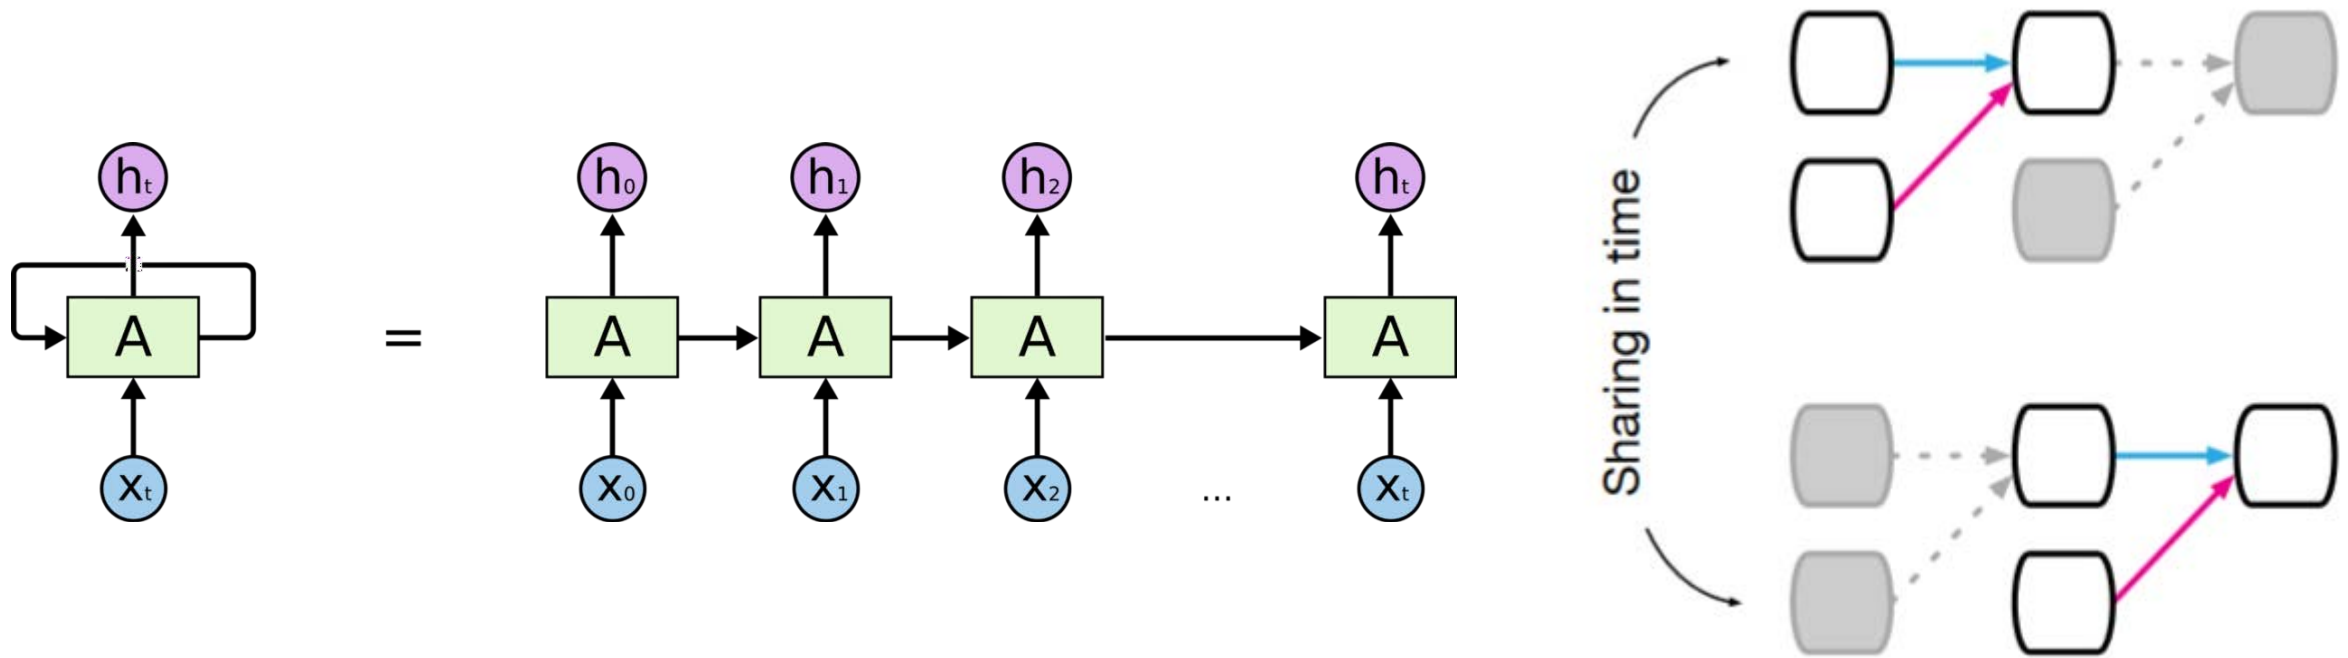 hₜ
A
xₜ
=
h₀ h₁ h₂ hₜ
A A A A
x₀ x₁ x₂ ... xₜ
Sharing in time